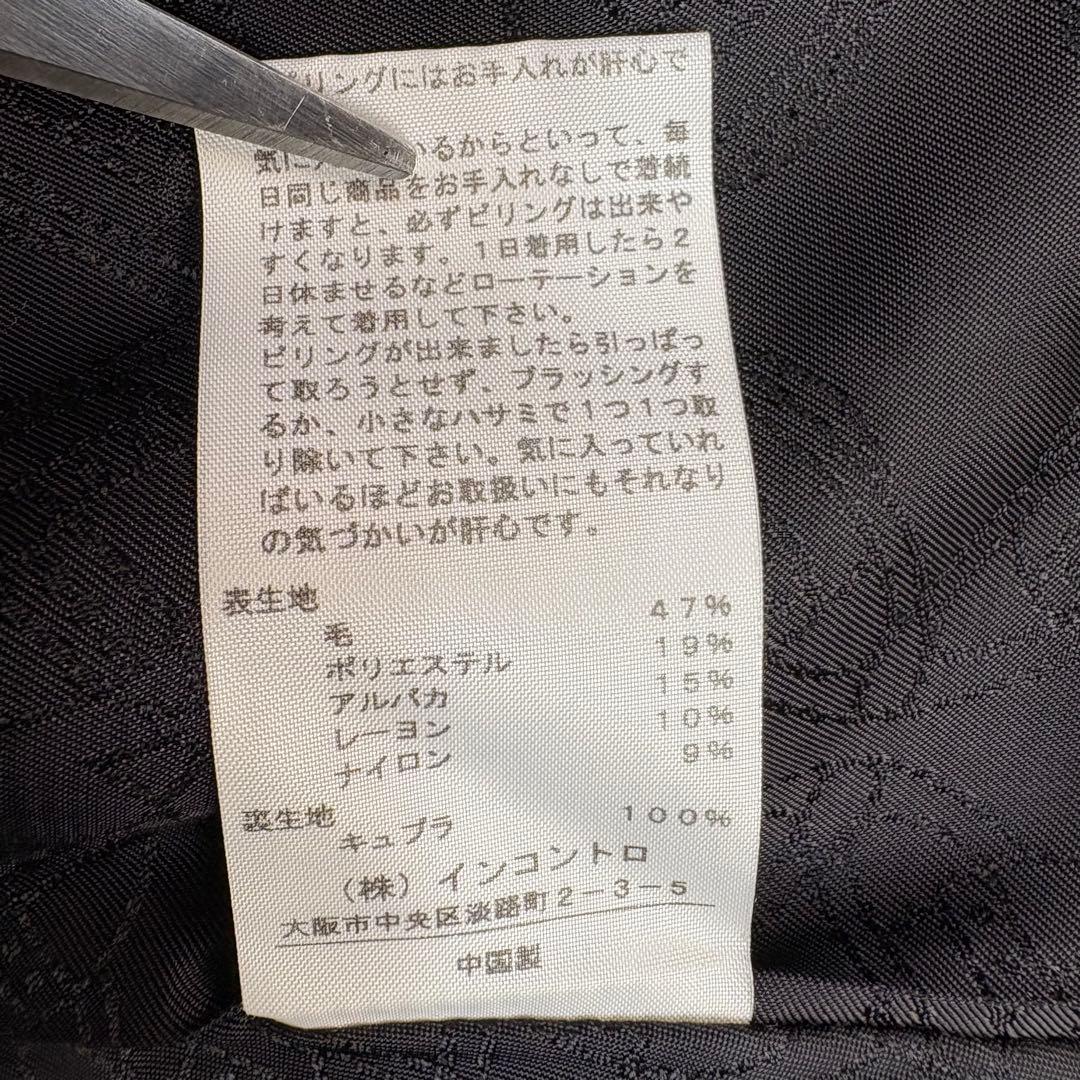 リングにはお手入れが肝心で
気に いるからといって、毎
日同じ商品をお手入れなしで着続
けますと、必ずピリングは出来や
すくなります。1日着用したら2
日休ませるなどローテーションを
考えて着用して下さい。
ピリングが出来ましたら引っぱっ
て取ろうとせず、ブラッシングす
るか、小さなハサミで1つ1つ取
り除いて下さい。気に入っていれ
ばいるほどお取扱いにもそれなり
の気づかいが肝心です。
表生地
毛 47%
ポリエステル 19%
アルパカ 15%
レーヨン 10%
ナイロン 9%
裏生地
キュプラ 100%
(株)インコントロ
大阪市中央区淡路町2-3-5
中国製